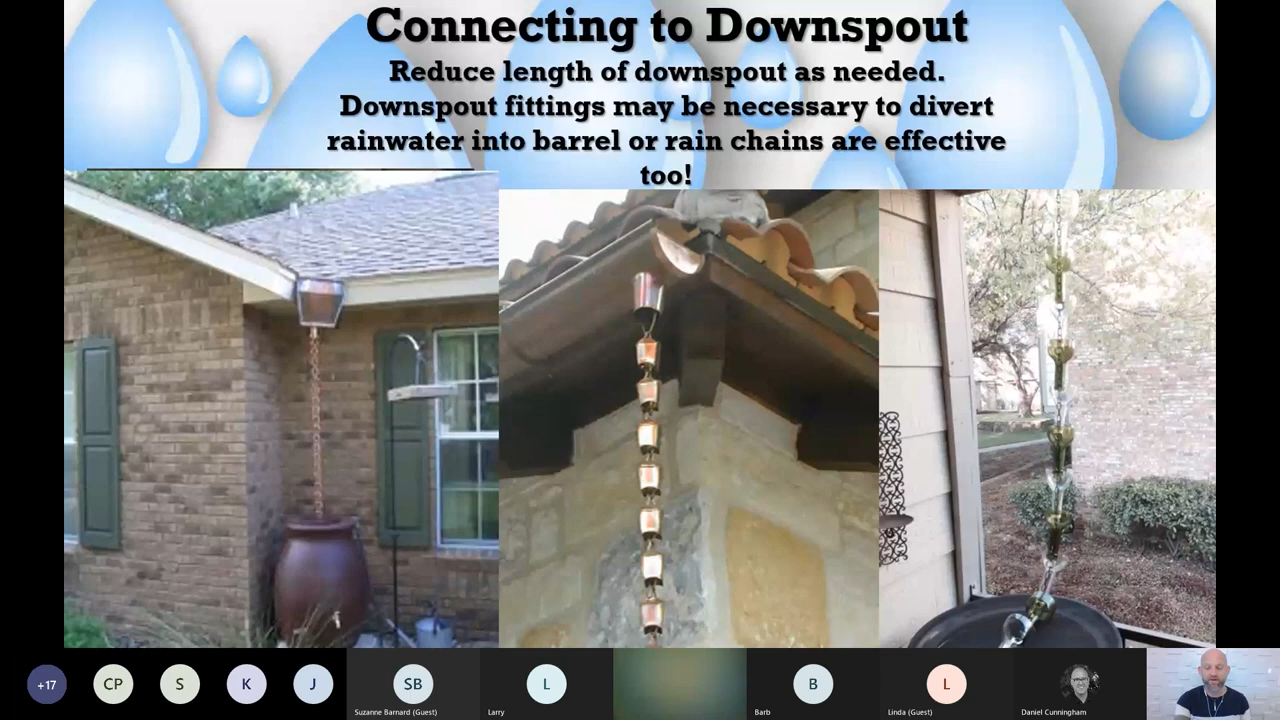 Connecting to Downspout
Reduce length of downspout as needed.
Downspout fittings may be necessary to divert
rainwater into barrel or rain chains are effective
too!
+17
CP
S
K
J
SB
L
B
L
Suzanne Barnard (Guest)
Larry
Barb
Linda (Guest)
Daniel Cunningham